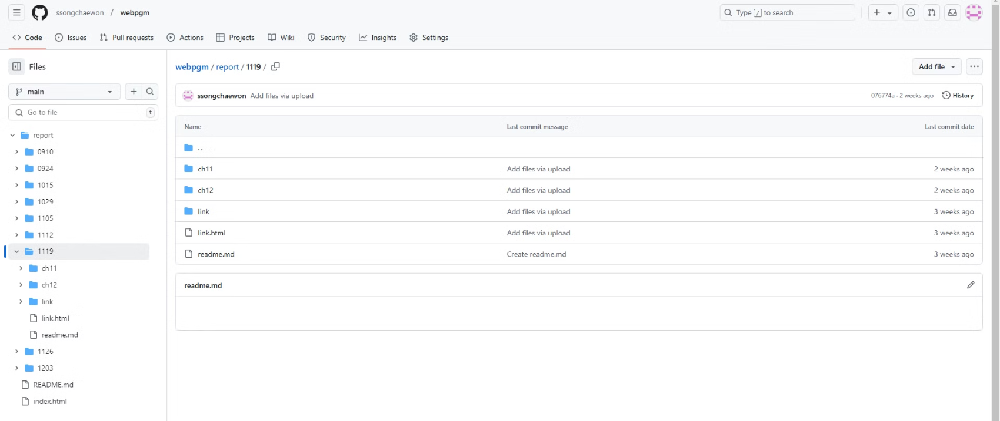 ssongchaewon / webpgm
Type / to search
Code Issues Pull requests Actions Projects Wiki Security Insights Settings
Files
main
Go to file t
report
0910
0924
1015
1029
1105
1112
1119
ch11
ch12
link
link.html
readme.md
1126
1203
README.md
index.html
webpgm / report / 1119 /
Add file
ssongchaewon Add files via upload
076774a · 2 weeks ago History
Name Last commit message Last commit date
..
ch11 Add files via upload 2 weeks ago
ch12 Add files via upload 2 weeks ago
link Add files via upload 3 weeks ago
link.html Add files via upload 3 weeks ago
readme.md Create readme.md 3 weeks ago
readme.md